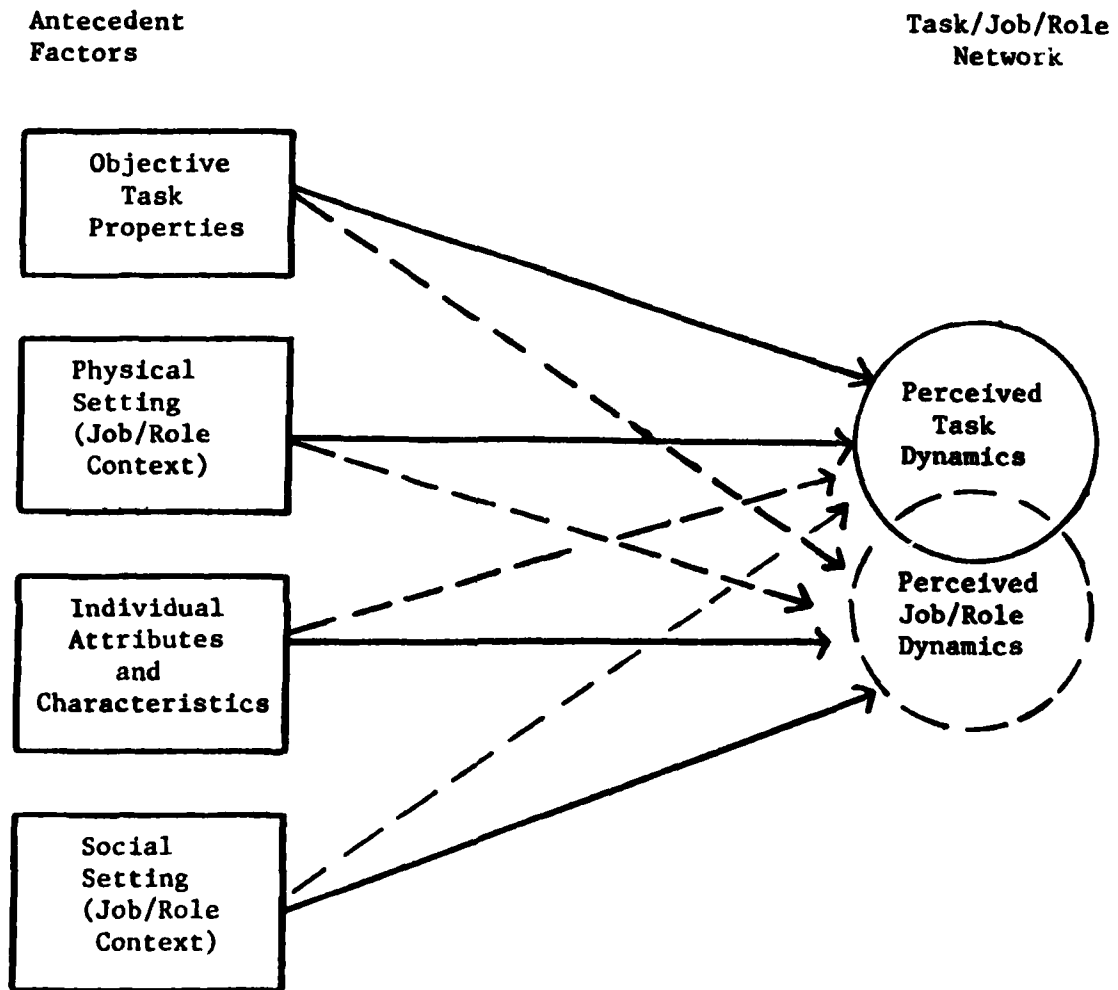 Antecedent
Factors
Task/Job/Role
Network
Objective
Task
Properties
Physical
Setting
(Job/Role
Context)
Individual
Attributes
and
Characteristics
Social
Setting
(Job/Role
Context)
Perceived
Task
Dynamics
Perceived
Job/Role
Dynamics